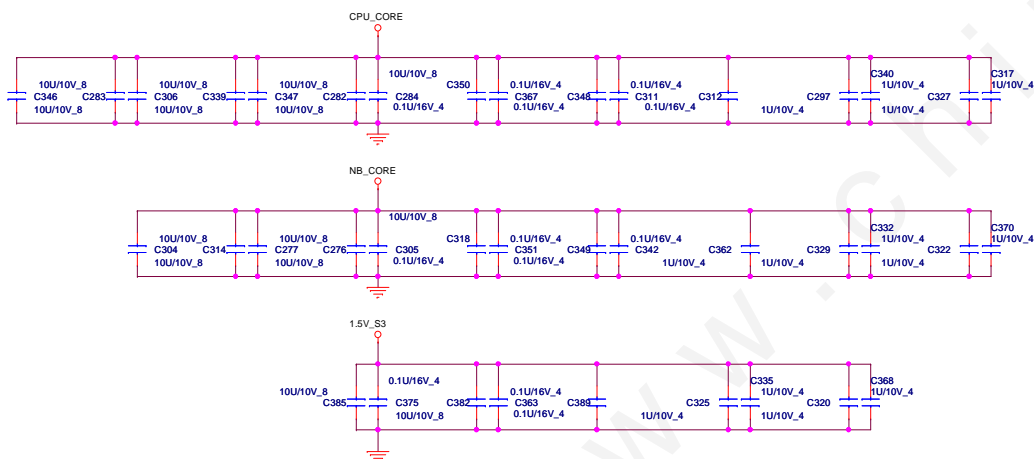 CPU_CORE
10U/10V_8 10U/10V_8 10U/10V_8 10U/10V_8 C350 0.1U/16V_4 0.1U/16V_4 C340 C317
1U/10V_4 1U/10V_4
C346 C283 C306 C339 C347 C282 C284 C367 C348 C311 C312 C297 C327
10U/10V_8 10U/10V_8 10U/10V_8 0.1U/16V_4 0.1U/16V_4 0.1U/16V_4 1U/10V_4 1U/10V_4
NB_CORE
10U/10V_8
C332 C370
10U/10V_8 10U/10V_8 C318 0.1U/16V_4 0.1U/16V_4 1U/10V_4 1U/10V_4
C304 C314 C277 C276 C305 C351 C349 C342 C362 C329 C322
10U/10V_8 10U/10V_8 0.1U/16V_4 0.1U/16V_4 1U/10V_4 1U/10V_4 1U/10V_4
1.5V_S3
0.1U/16V_4 C335 C368
10U/10V_8 0.1U/16V_4 1U/10V_4 1U/10V_4
C385 C375 C382 C363 C389 C325 C320
10U/10V_8 0.1U/16V_4 1U/10V_4 1U/10V_4
w w . c h i